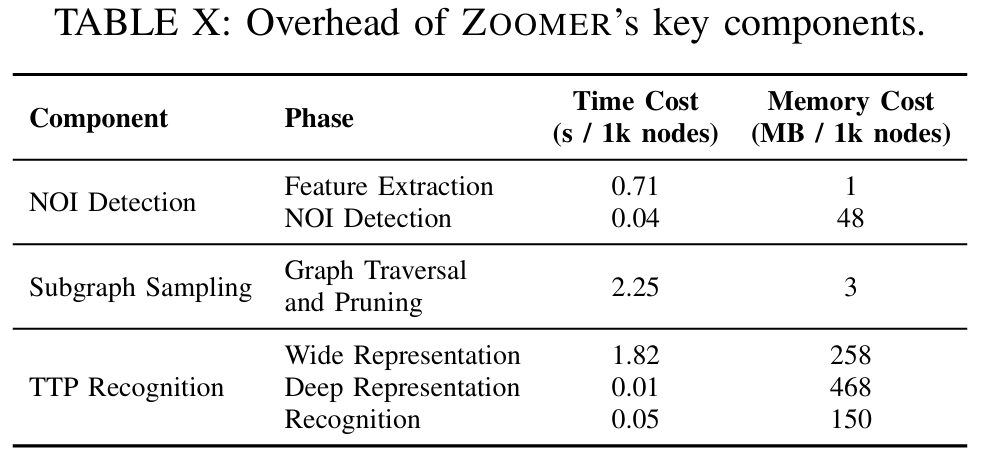 TABLE X: Overhead of ZOOMER's key components.
Component Phase Time Cost (s / 1k nodes) Memory Cost (MB / 1k nodes)
NOI Detection Feature Extraction 0.71 1
NOI Detection 0.04 48
Subgraph Sampling Graph Traversal and Pruning 2.25 3
TTP Recognition Wide Representation 1.82 258
Deep Representation 0.01 468
Recognition 0.05 150